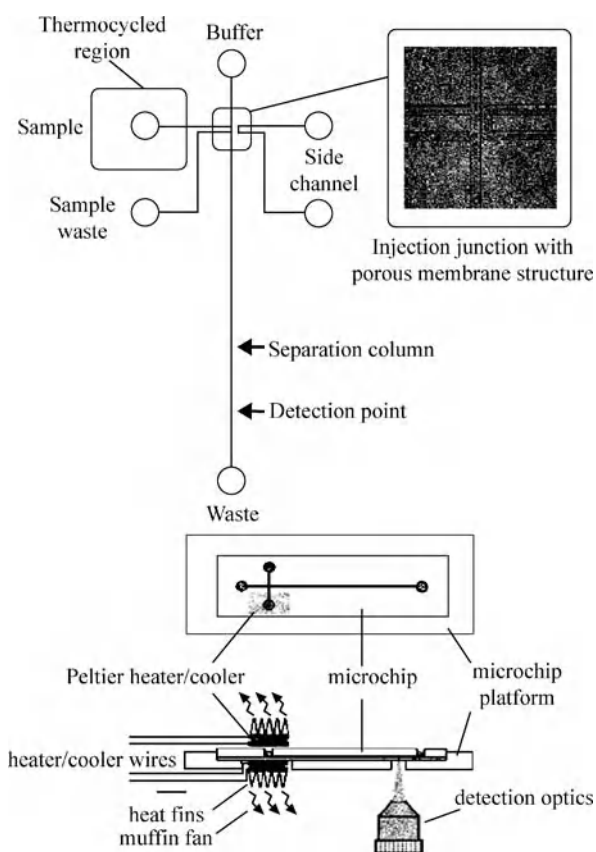 Thermocycled
region
Buffer
Sample
Side
channel
Sample
waste
Injection junction with
porous membrane structure
Separation column
Detection point
Waste
Peltier heater/cooler
microchip
microchip
platform
heater/cooler wires
heat fins
muffin fan
detection optics